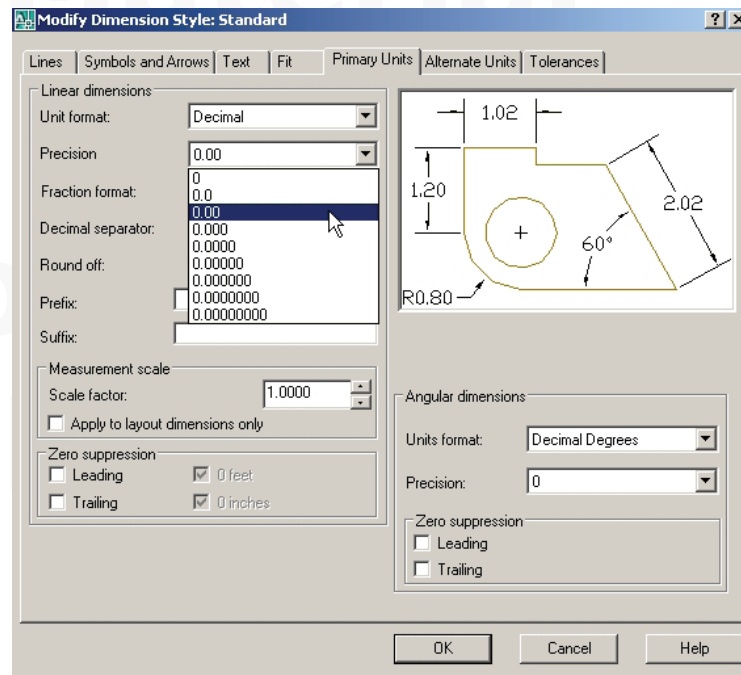 Modify Dimension Style: Standard
Lines Symbols and Arrows Text Fit Primary Units Alternate Units Tolerances
Linear dimensions
Unit format: Decimal
Precision 0.00
0
0.0
0.00
0.000
0.0000
0.00000
0.000000
0.0000000
0.00000000
Fraction format:
Decimal separator:
Round off:
Prefix:
Suffix:
Measurement scale
Scale factor: 1.0000
Apply to layout dimensions only
Zero suppression
Leading 0 feet
Trailing 0 inches
1.02
1.20
2.02
60°
R0.80
Angular dimensions
Units format: Decimal Degrees
Precision: 0
Zero suppression
Leading
Trailing
OK Cancel Help